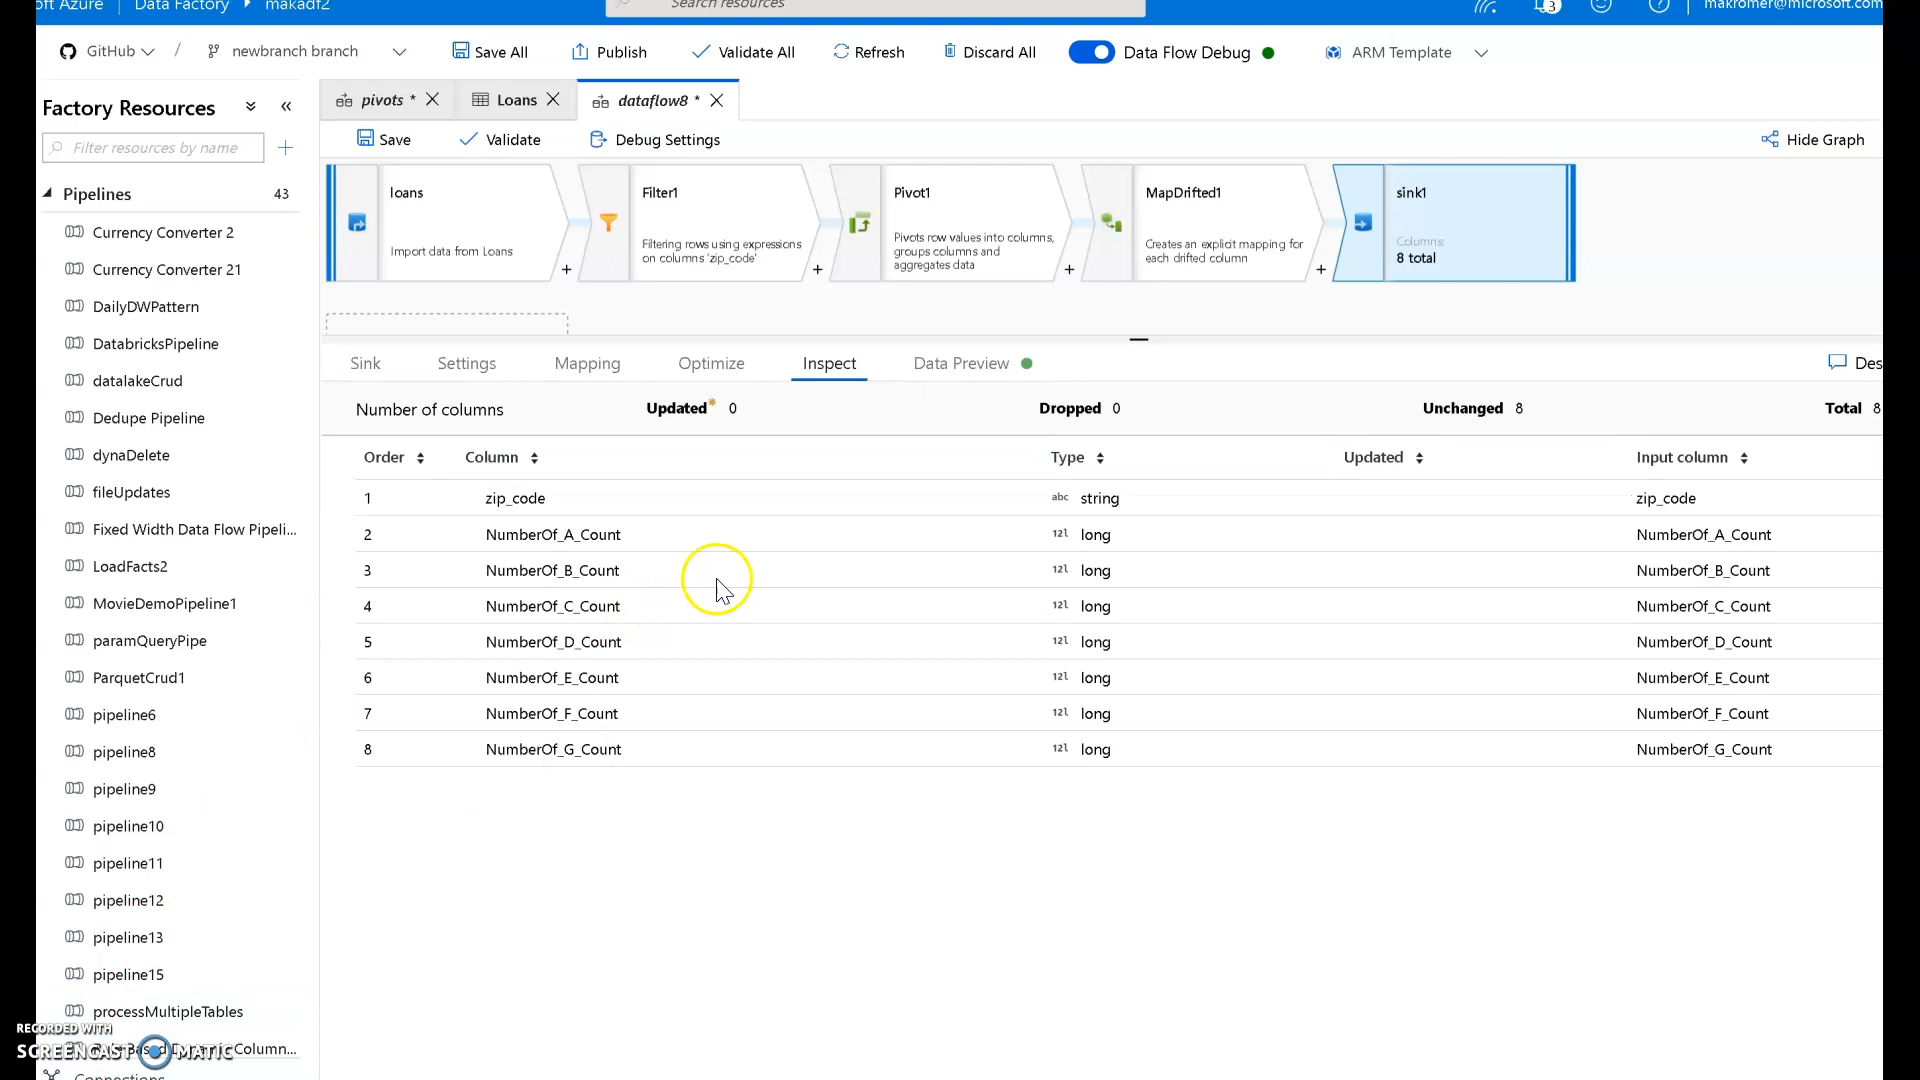 oft Azure Data Factory makadf2 Search resources 3 makromer@microsoft.com
GitHub / newbranch branch Save All Publish Validate All Refresh Discard All Data Flow Debug ARM Template
Factory Resources
Filter resources by name
Pipelines 43
Currency Converter 2
Currency Converter 21
DailyDWPattern
DatabricksPipeline
datalakeCrud
Dedupe Pipeline
dynaDelete
fileUpdates
Fixed Width Data Flow Pipeli...
LoadFacts2
MovieDemoPipeline1
paramQueryPipe
ParquetCrud1
pipeline6
pipeline8
pipeline9
pipeline10
pipeline11
pipeline12
pipeline13
pipeline15
processMultipleTables
Column...
Connections
pivots * Loans dataflow8 *
Save Validate Debug Settings Hide Graph
loans
Import data from Loans
Filter1
Filtering rows using expressions
on columns 'zip_code'
Pivot1
Pivots row values into columns,
groups columns and
aggregates data
MapDrifted1
Creates an explicit mapping for
each drifted column
sink1
Columns:
8 total
Sink Settings Mapping Optimize Inspect Data Preview Des
Number of columns Updated* 0 Dropped 0 Unchanged 8 Total 8
Order Column Type Updated Input column
1 zip_code abc string zip_code
2 NumberOf_A_Count 12l long NumberOf_A_Count
3 NumberOf_B_Count 12l long NumberOf_B_Count
4 NumberOf_C_Count 12l long NumberOf_C_Count
5 NumberOf_D_Count 12l long NumberOf_D_Count
6 NumberOf_E_Count 12l long NumberOf_E_Count
7 NumberOf_F_Count 12l long NumberOf_F_Count
8 NumberOf_G_Count 12l long NumberOf_G_Count
RECORDED WITH
SCREENCAST MATIC